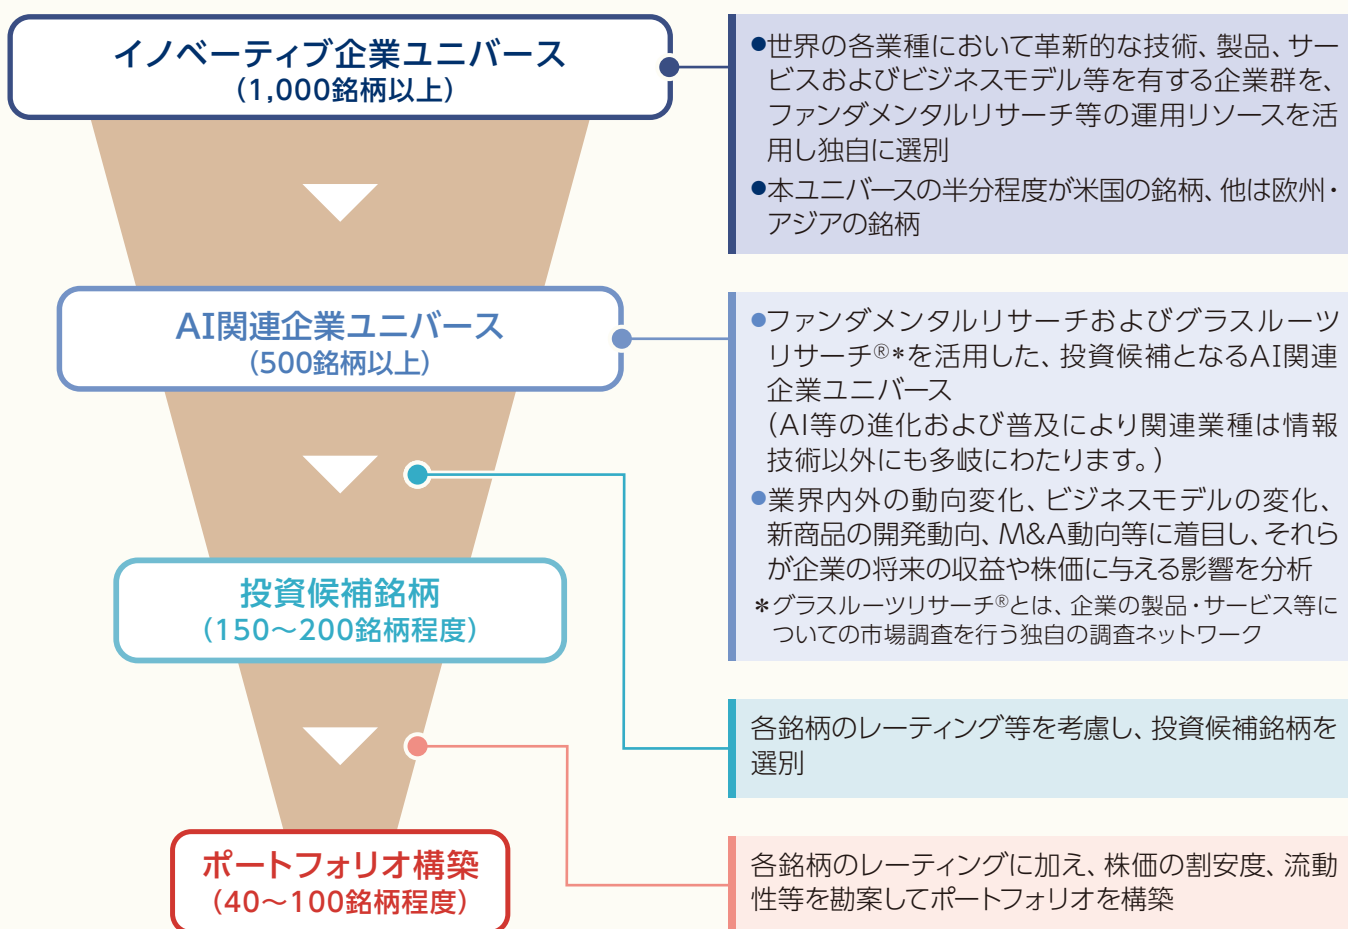 イノベーティブ企業ユニバース
(1,000銘柄以上)
●世界の各業種において革新的な技術、製品、サー
ビスおよびビジネスモデル等を有する企業群を、
ファンダメンタルリサーチ等の運用リソースを活
用し独自に選別
●本ユニバースの半分程度が米国の銘柄、他は欧州・
アジアの銘柄
AI関連企業ユニバース
(500銘柄以上)
●ファンダメンタルリサーチおよびグラスルーツ
リサーチ®*を活用した、投資候補となるAI関連
企業ユニバース
(AI等の進化および普及により関連業種は情報
技術以外にも多岐にわたります。)
●業界内外の動向変化、ビジネスモデルの変化、
新商品の開発動向、M&A動向等に着目し、それら
が企業の将来の収益や株価に与える影響を分析
*グラスルーツリサーチ®とは、企業の製品・サービス等に
ついての市場調査を行う独自の調査ネットワーク
投資候補銘柄
(150~200銘柄程度)
各銘柄のレーティング等を考慮し、投資候補銘柄を
選別
ポートフォリオ構築
(40~100銘柄程度)
各銘柄のレーティングに加え、株価の割安度、流動
性等を勘案してポートフォリオを構築